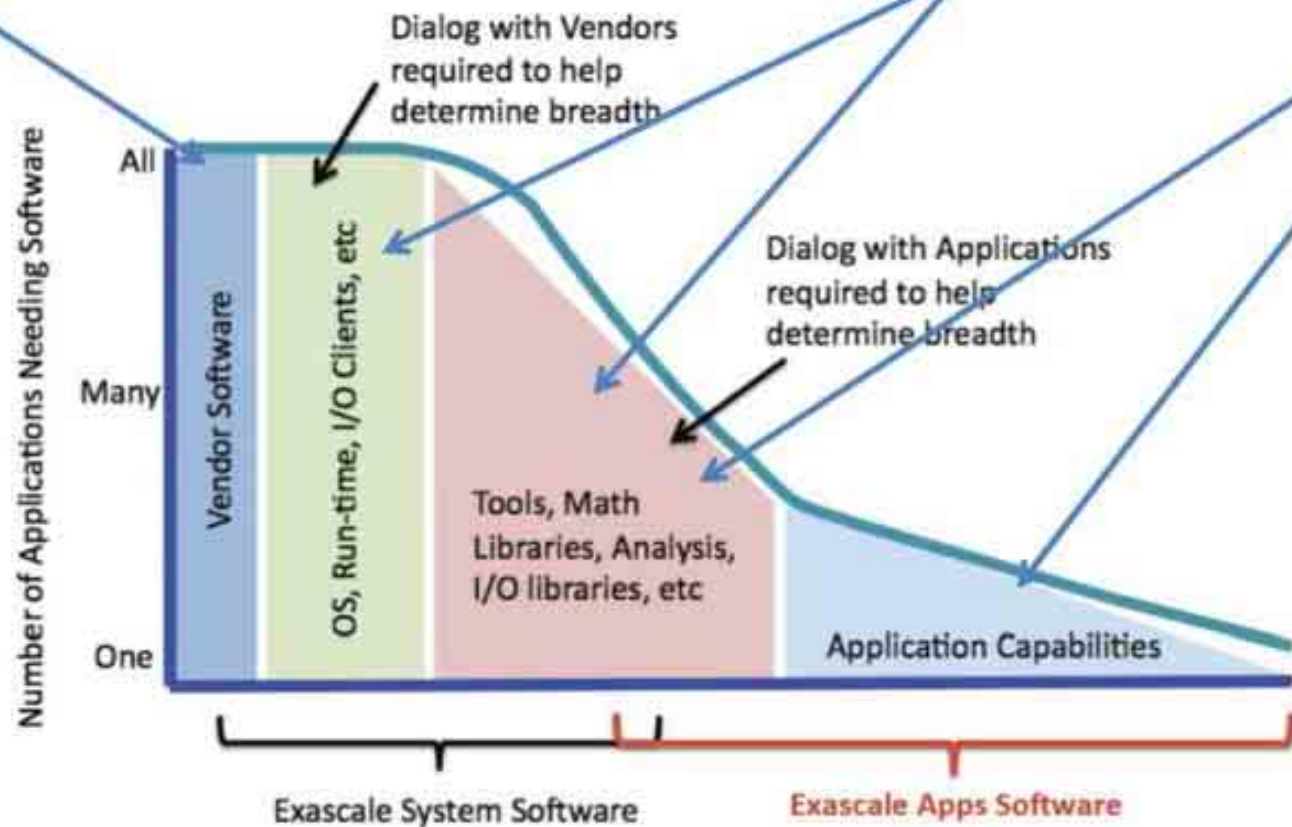 Dialog with Vendors
required to help
determine breadth
Number of Applications Needing Software
All
Many
One
Vendor Software
OS, Run-time, I/O Clients, etc
Dialog with Applications
required to help
determine breadth
Tools, Math
Libraries, Analysis,
I/O libraries, etc
Application Capabilities
Exascale System Software
Exascale Apps Software